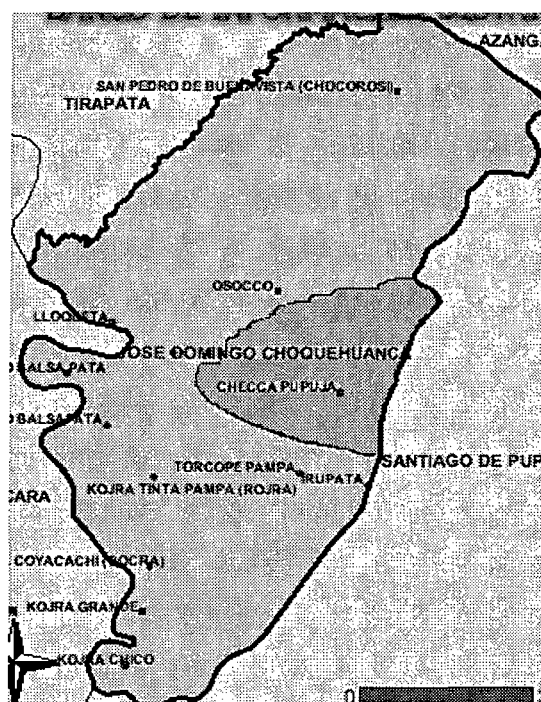 AZANG
SAN PEDRO DE BUENAVISTA (CHOCOROSI)
TIRAPATA
OSOCCO
LLOQUETA
JOSE DOMINGO CHOQUEHUANCA
BALSAPATA
CHECCA PUPUJA
BALSAPATA
SANTIAGO DE PUP
TORCOPE PAMPA
IRUPATA
KOJRA TINTA PAMPA (ROJRA)
CARA
COYACACHI (SOCRA)
KOJRA GRANDE
KOJRA CHICO
0